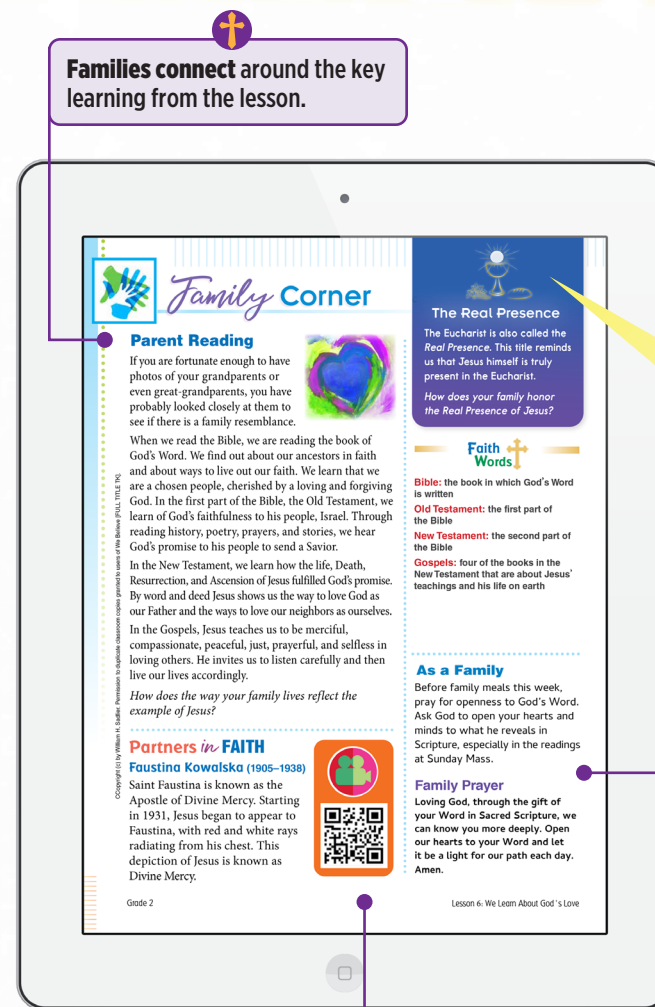 Families connect around the key
learning from the lesson.
Family Corner
Parent Reading
If you are fortunate enough to have
photos of your grandparents or
even great-grandparents, you have
probably looked closely at them to
see if there is a family resemblance.
When we read the Bible, we are reading the book of
God's Word. We find out about our ancestors in faith
and about ways to live out our faith. We learn that we
are a chosen people, cherished by a loving and forgiving
God. In the first part of the Bible, the Old Testament, we
learn of God's faithfulness to his people, Israel. Through
reading history, poetry, prayers, and stories, we hear
God's promise to his people to send a Savior.
In the New Testament, we learn how the life, Death,
Resurrection, and Ascension of Jesus fulfilled God's promise.
By word and deed Jesus shows us the way to love God as
our Father and the ways to love our neighbors as ourselves.
In the Gospels, Jesus teaches us to be merciful,
compassionate, peaceful, just, prayerful, and selfless in
loving others. He invites us to listen carefully and then
live our lives accordingly.
How does the way your family lives reflect the
example of Jesus?
Partners in FAITH
Faustina Kowalska (1905–1938)
Saint Faustina is known as the
Apostle of Divine Mercy. Starting
in 1931, Jesus began to appear to
Faustina, with red and white rays
radiating from his chest. This
depiction of Jesus is known as
Divine Mercy.
The Real Presence
The Eucharist is also called the
Real Presence. This title reminds
us that Jesus himself is truly
present in the Eucharist.
How does your family honor
the Real Presence of Jesus?
Faith
Words
Bible: the book in which God's Word
is written
Old Testament: the first part of
the Bible
New Testament: the second part of
the Bible
Gospels: four of the books in the
New Testament that are about Jesus'
teachings and his life on earth
As a Family
Before family meals this week,
pray for openness to God's Word.
Ask God to open your hearts and
minds to what he reveals in
Scripture, especially in the readings
at Sunday Mass.
Family Prayer
Loving God, through the gift of
your Word in Sacred Scripture, we
can know you more deeply. Open
our hearts to your Word and let
it be a light for our path each day.
Amen.
CCopyright (c) by William H. Sadlier. Permission to duplicate classroom copies granted to users of We Believe [FULL TITLE TK].
Grade 2
Lesson 6: We Learn About God's Love